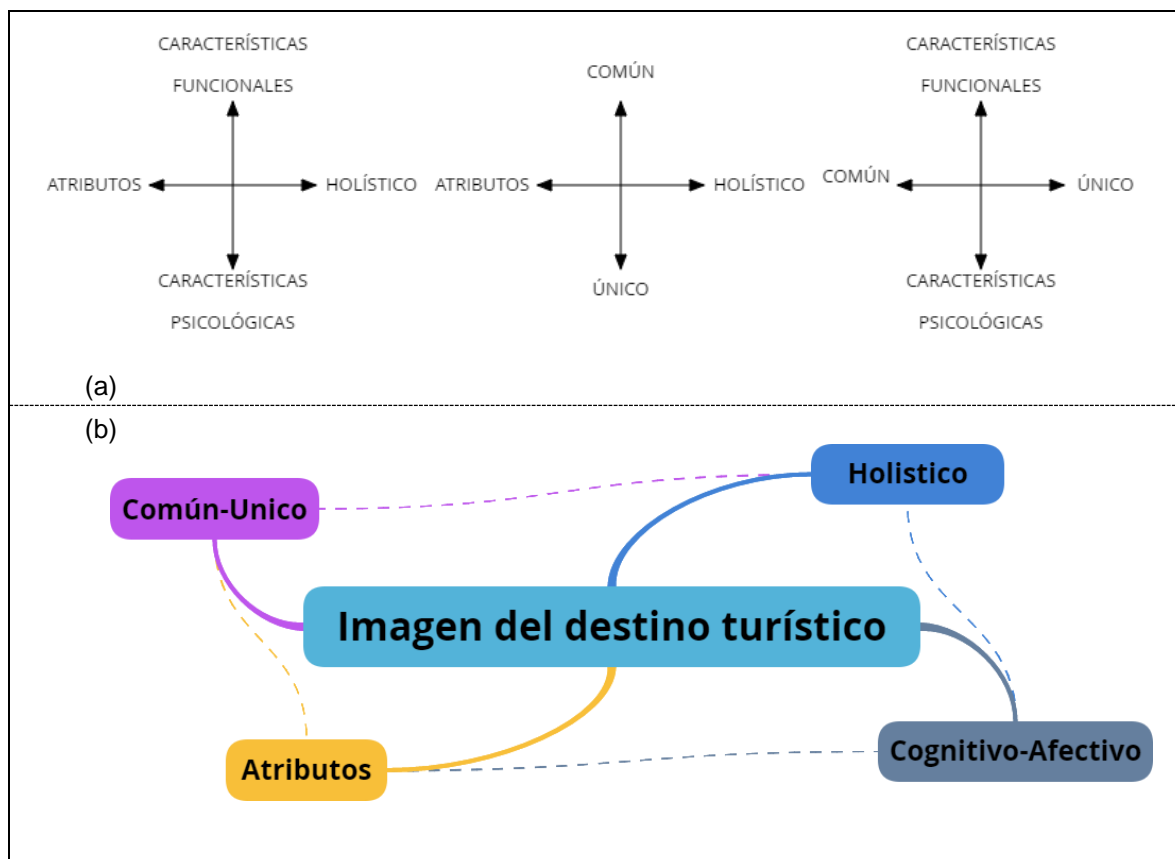 CARACTERÍSTICAS
FUNCIONALES
ATRIBUTOS
HOLÍSTICO
CARACTERÍSTICAS
PSICOLÓGICAS
COMÚN
ATRIBUTOS
HOLÍSTICO
ÚNICO
CARACTERÍSTICAS
FUNCIONALES
COMÚN
ÚNICO
CARACTERÍSTICAS
PSICOLÓGICAS
(a)
(b)
Holistico
Común-Unico
Imagen del destino turístico
Cognitivo-Afectivo
Atributos